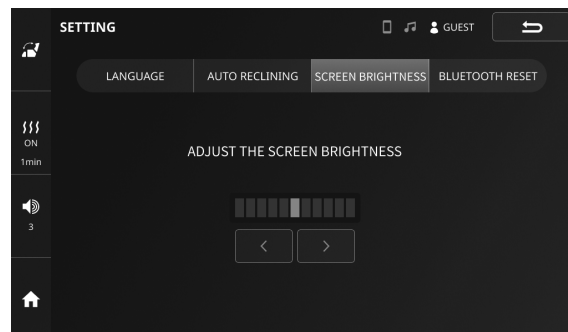 SETTING
GUEST
LANGUAGE
AUTO RECLINING
SCREEN BRIGHTNESS
BLUETOOTH RESET
ON
1min
ADJUST THE SCREEN BRIGHTNESS
3